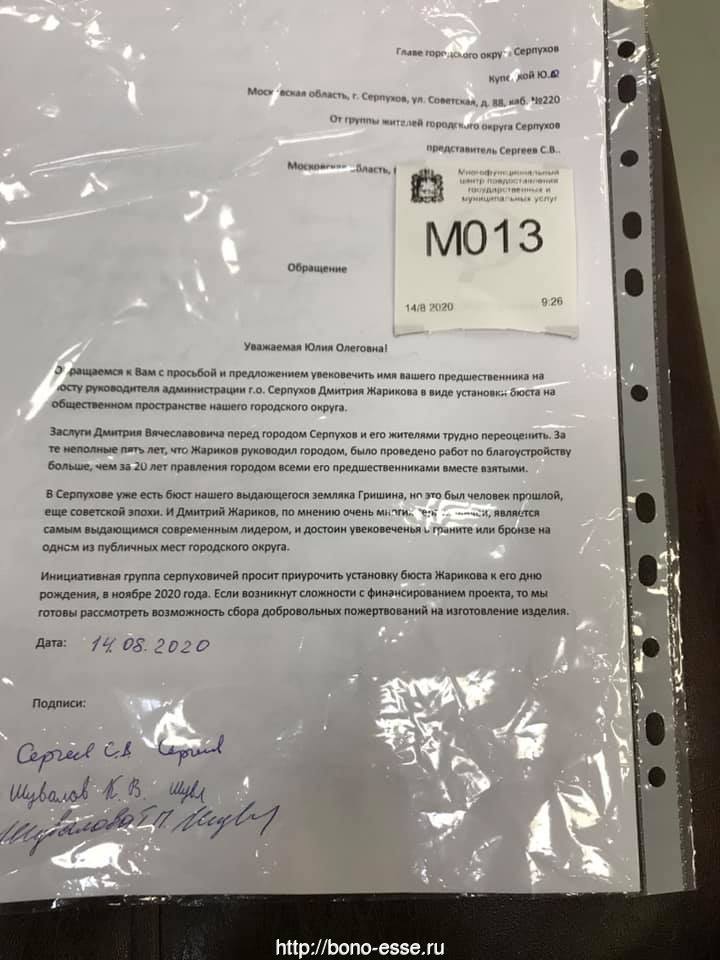 Главе городского округа Серпухов
Купецкой Ю.О
Московская область, г. Серпухов, ул. Советская, д. 88, каб. №220
От группы жителей городского округа Серпухов
представитель Сергеев С.В..
Московская область,
Многофункциональный
центр предоставления
государственных и
муниципальных услуг
М013
14/8 2020 9:26
Обращение
Уважаемая Юлия Олеговна!
Обращаемся к Вам с просьбой и предложением увековечить имя вашего предшественника на
посту руководителя администрации г.о. Серпухов Дмитрия Жарикова в виде установки бюста на
общественном пространстве нашего городского округа.
Заслуги Дмитрия Вячеславовича перед городом Серпухов и его жителями трудно переоценить. За
те неполные пять лет, что Жариков руководил городом, было проведено работ по благоустройству
больше, чем за 20 лет правления городом всеми его предшественниками вместе взятыми.
В Серпухове уже есть бюст нашего выдающегося земляка Гришина, но это был человек прошлой,
еще советской эпохи. И Дмитрий Жариков, по мнению очень многих является
самым выдающимся современным лидером, и достоин увековеченья в граните или бронзе на
одном из публичных мест городского округа.
Инициативная группа серпуховичей просит приурочить установку бюста Жарикова к его дню
рождения, в ноябре 2020 года. Если возникнут сложности с финансированием проекта, то мы
готовы рассмотреть возможность сбора добровольных пожертвований на изготовление изделия.
Дата: 14.08.2020
Подписи:
Сергеев С.В. Сергеев
Шувалов К.В. Шувл
Шувалова Т.П.
http://bono-esse.ru